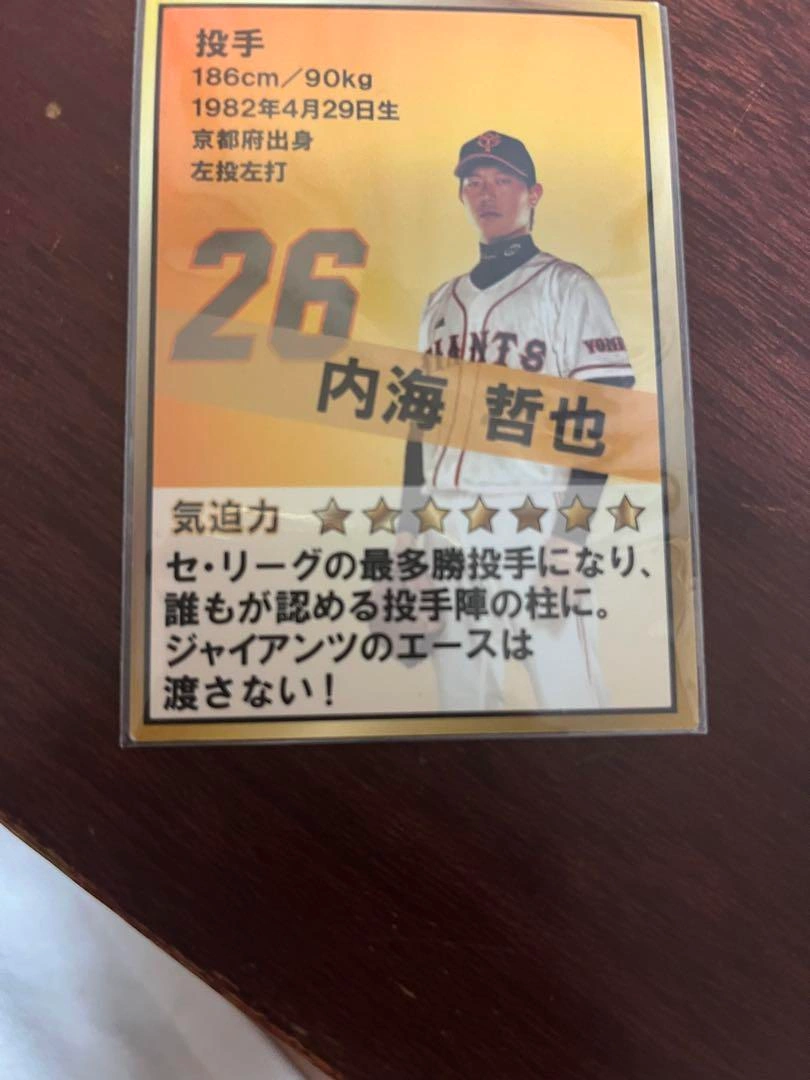 投手
186cm／90kg
1982年4月29日生
京都府出身
左投左打
26
GIANTS
YOMI
内海 哲也
気迫力 ★★★★★★★
セ・リーグの最多勝投手になり、
誰もが認める投手陣の柱に。
ジャイアンツのエースは
渡さない！